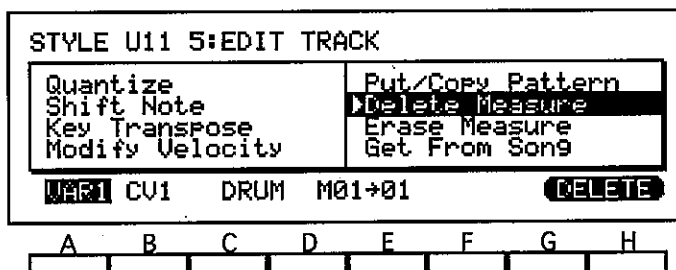 STYLE U11 5:EDIT TRACK
Quantize
Shift Note
Key Transpose
Modify Velocity
Put/Copy Pattern
Delete Measure
Erase Measure
Get From Song
VAR1 CV1 DRUM M01→01 DELETE
A B C D E F G H